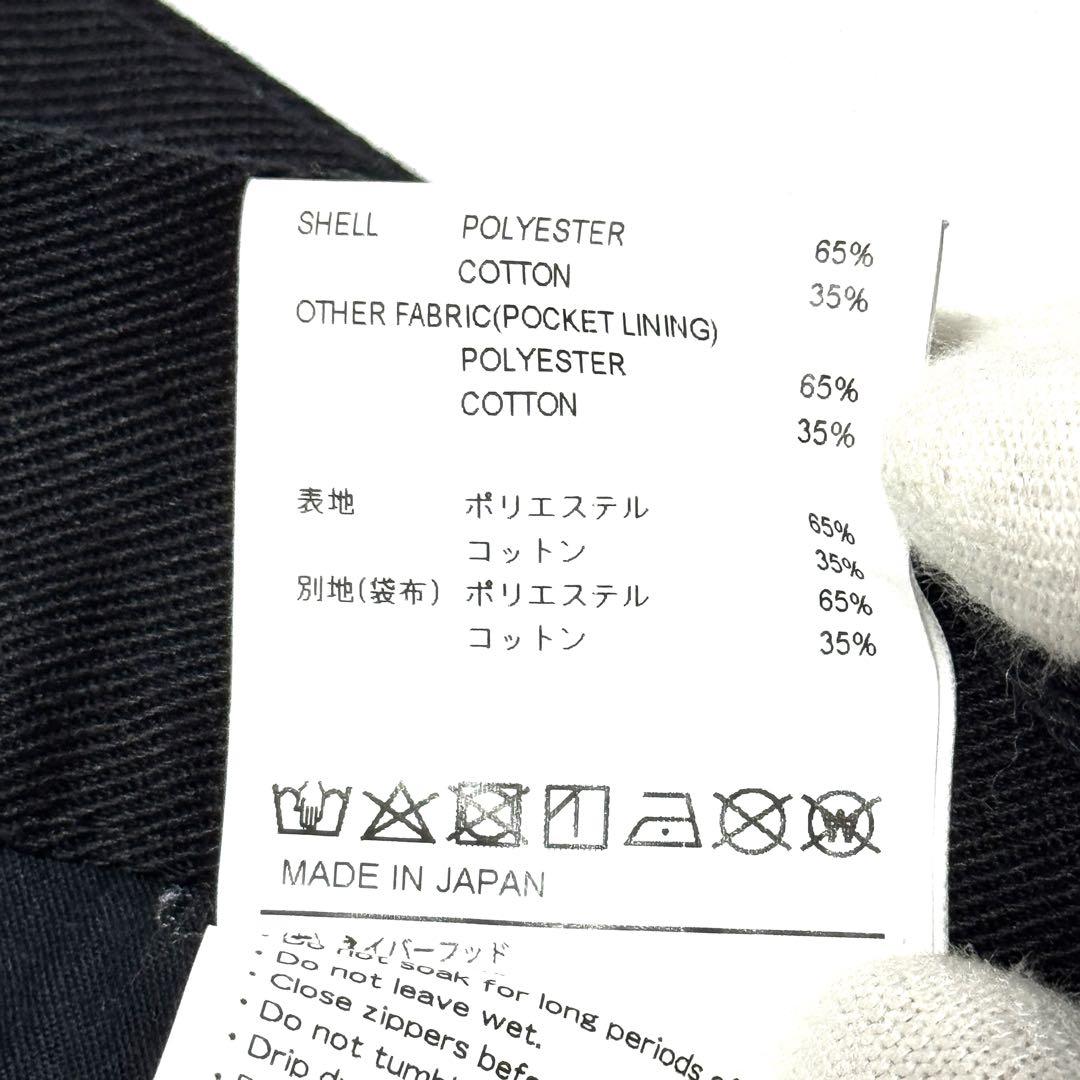 SHELL POLYESTER 65%
COTTON 35%
OTHER FABRIC(POCKET LINING)
POLYESTER 65%
COTTON 35%
表地 ポリエステル 65%
コットン 35%
別地(袋布) ポリエステル 65%
コットン 35%
W
MADE IN JAPAN
ネイバーフッド
not soak for long periods
• Do not leave wet.
• Close zippers
• Do not
• Drip